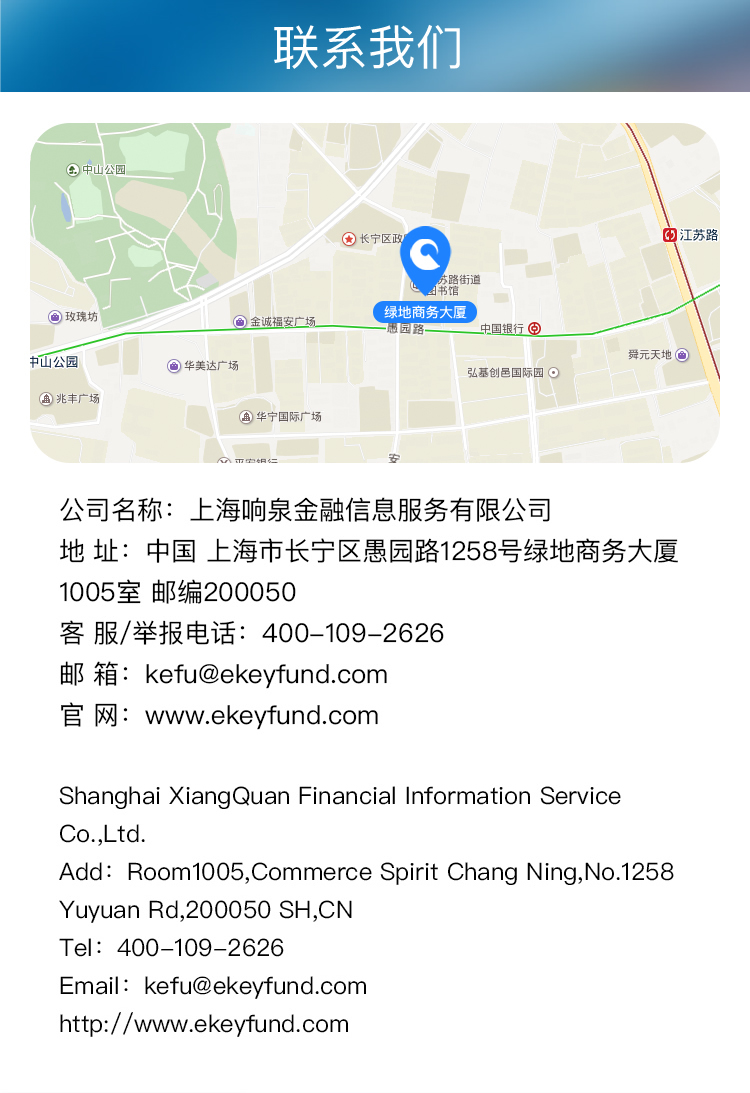 联系我们
中山公园
江苏路
长宁区政
苏路街道
图书馆
绿地商务大厦
玫瑰坊
金诚福安广场
愚园路
中国银行
舜元天地
中山公园
华美达广场
弘基创邑国际园
兆丰广场
华宁国际广场
平安银行
安
公司名称：上海响泉金融信息服务有限公司
地 址：中国 上海市长宁区愚园路1258号绿地商务大厦
1005室 邮编200050
客 服/举报电话：400-109-2626
邮 箱：kefu@ekeyfund.com
官 网：www.ekeyfund.com
Shanghai XiangQuan Financial Information Service
Co.,Ltd.
Add：Room1005,Commerce Spirit Chang Ning,No.1258
Yuyuan Rd,200050 SH,CN
Tel：400-109-2626
Email：kefu@ekeyfund.com
http://www.ekeyfund.com